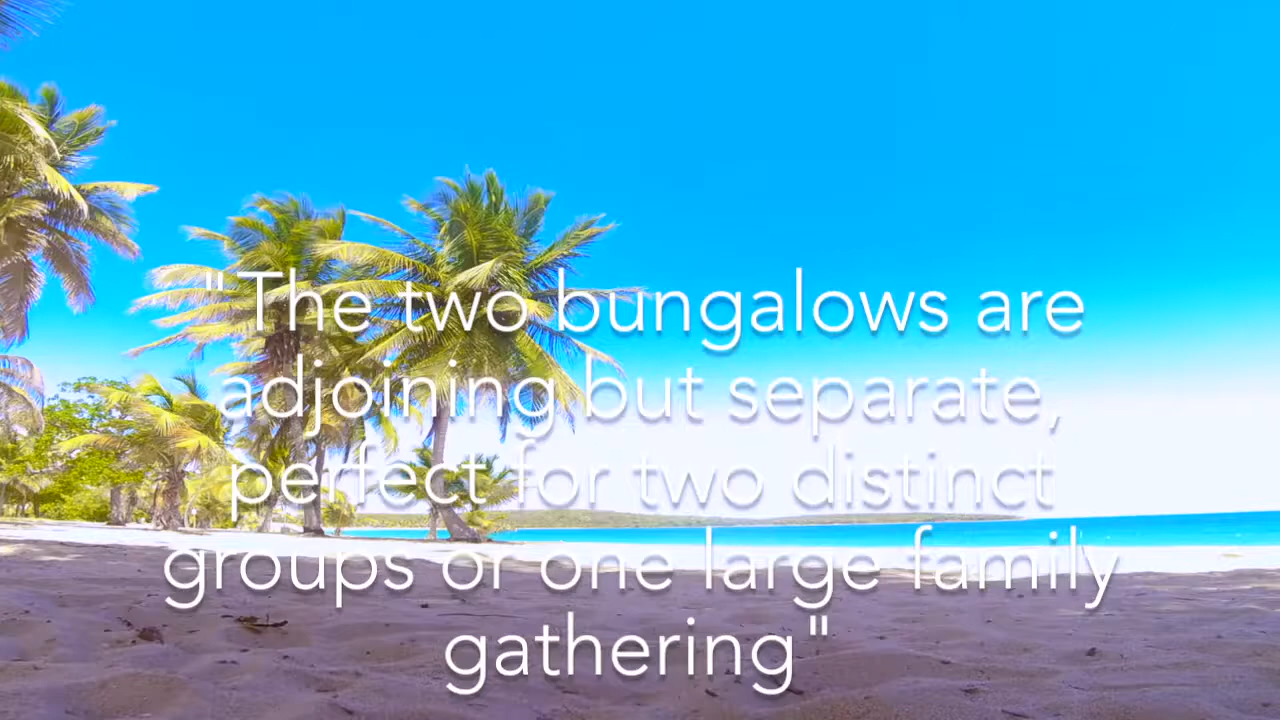 "The two bungalows are
adjoining but separate,
perfect for two distinct
groups or one large family
gathering"